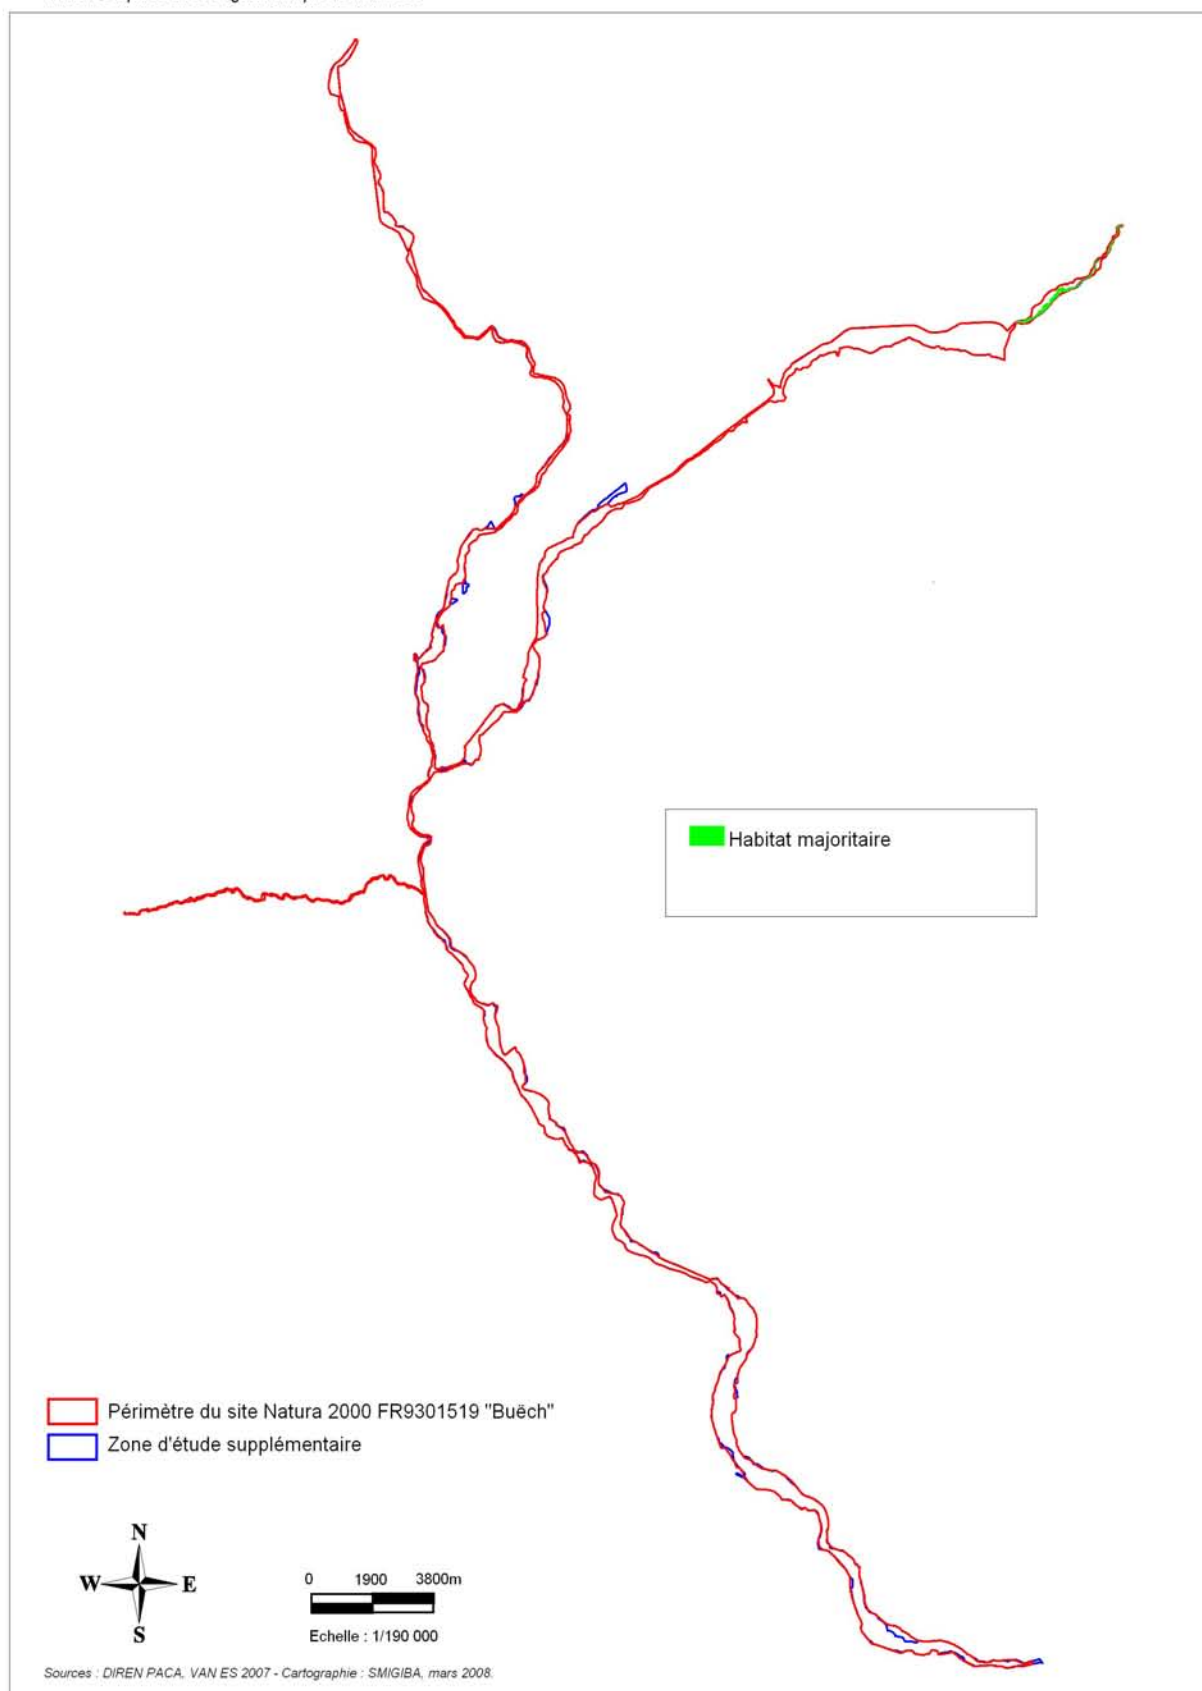 Habitat majoritaire
Périmètre du site Natura 2000 FR9301519 "Buëch"
Zone d'étude supplémentaire
N
W E
S
0 1900 3800m
Echelle : 1/190 000
Sources : DIREN PACA, VAN ES 2007 - Cartographie : SMIGIBA, mars 2008.